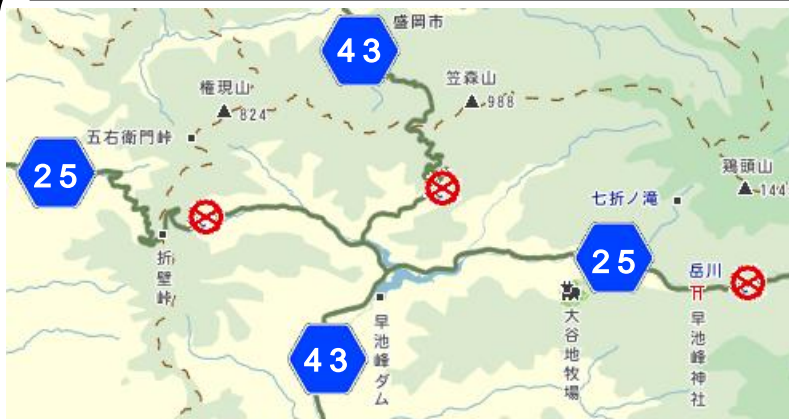 盛岡市
43
権現山
824
笠森山
988
五右衛門峠
25
鶏頭山
144
七折ノ滝
折壁峠
25
岳川
早池峰ダム
大谷地牧場
早池峰神社
43